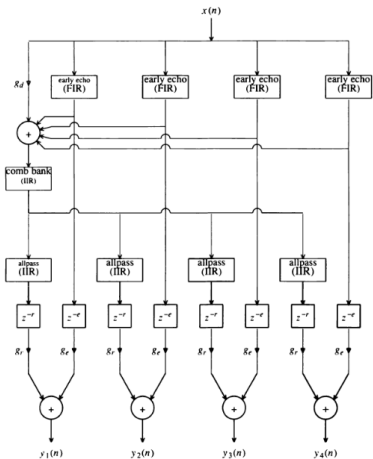 x(n)
early echo early echo early echo early echo
(FIR) (FIR) (FIR) (FIR)
g_d
+
comb bank
(IIR)
allpass allpass allpass allpass
(IIR) (IIR) (IIR) (IIR)
z^{-r} z^{-e} z^{-r} z^{-e} z^{-r} z^{-e} z^{-r} z^{-e}
g_r g_e g_r g_e g_r g_e g_r g_e
+ + + +
y_1(n) y_2(n) y_3(n) y_4(n)